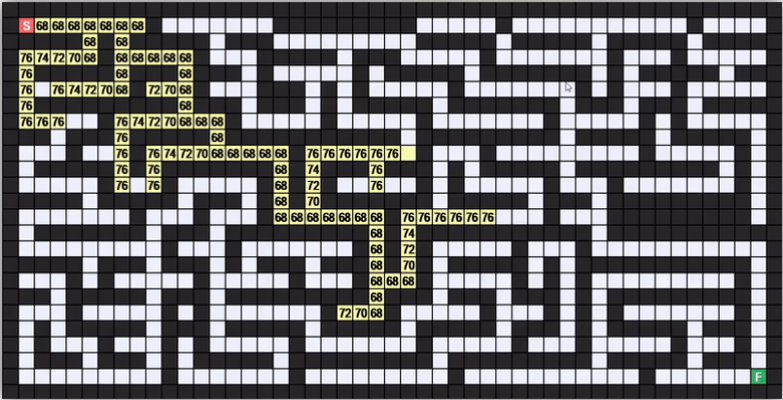 S 68 68 68 68 68 68 68
68 68
76 74 72 70 68 68 68 68 68 68
76 68 68
76 76 74 72 70 68 72 70 68
76 68
76 76 76 76 74 72 70 68 68 68
76 68
76 76 74 72 70 68 68 68 68 68 76 76 76 76 76 76
76 76 68 74 76
76 76 68 72 76
68 70
68 68 68 68 68 68 68 76 76 76 76 76 76
68 74
68 72
68 70
68 68 68
68
72 70 68
F